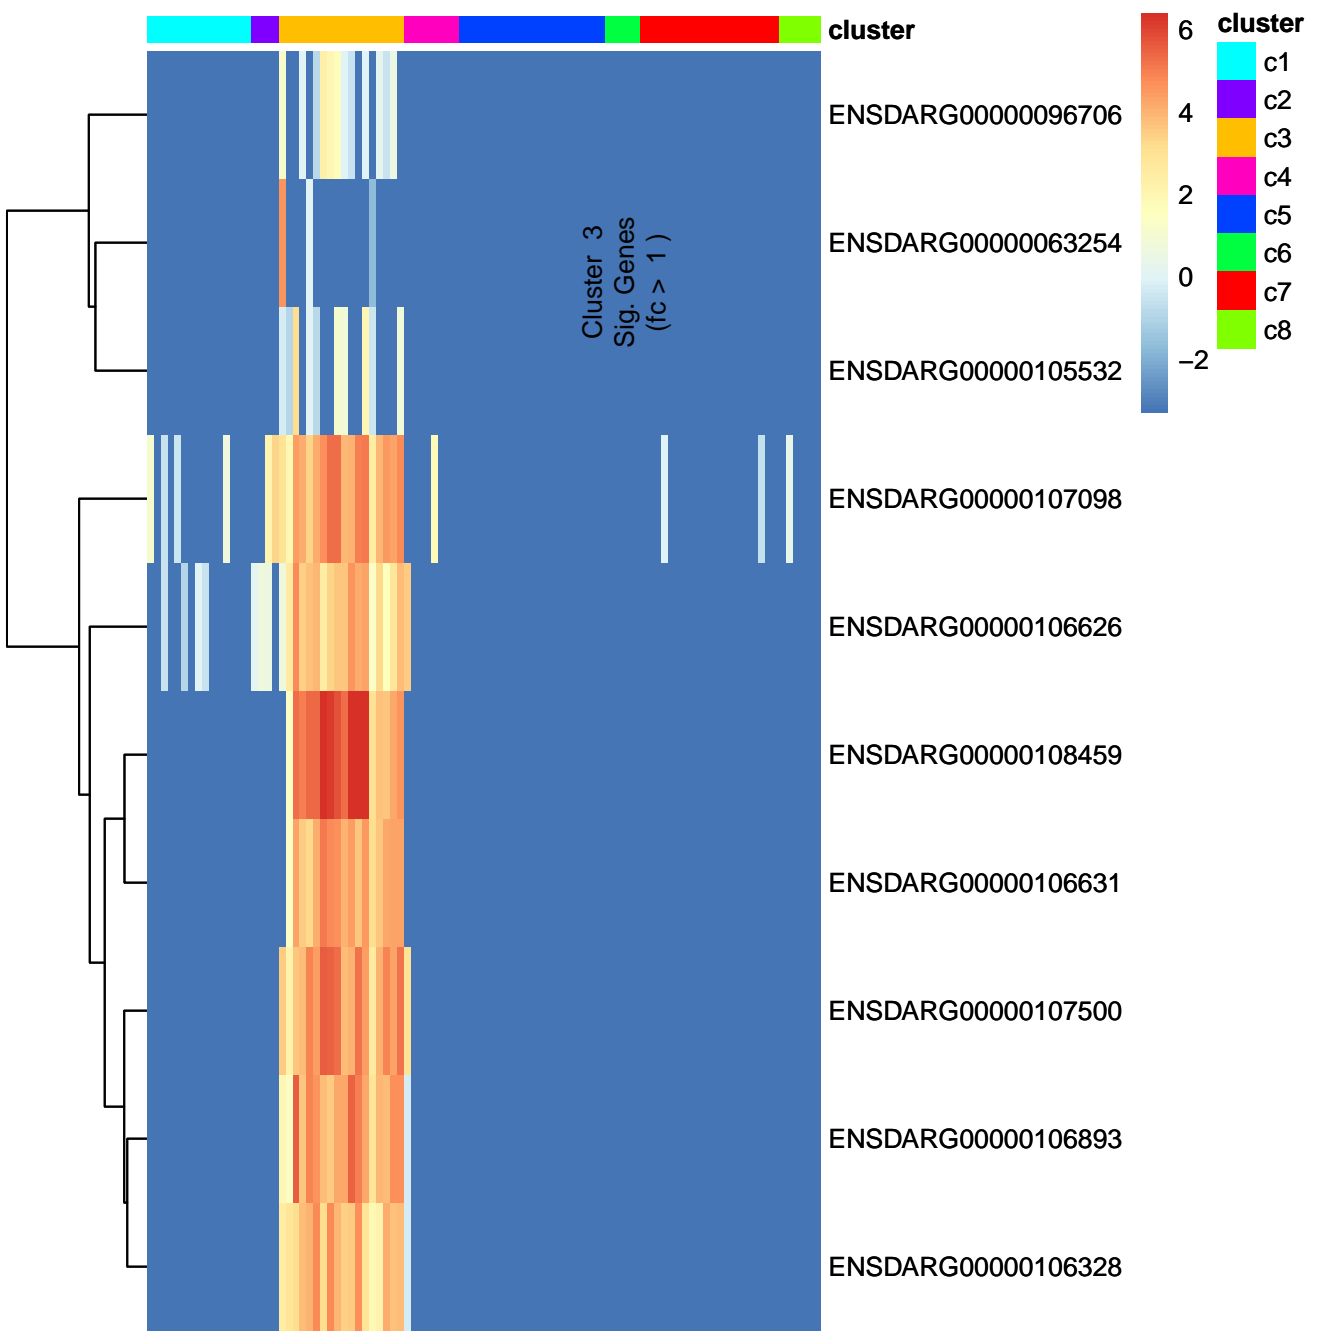 cluster
ENSDARG00000096706
ENSDARG00000063254
ENSDARG00000105532
ENSDARG00000107098
ENSDARG00000106626
ENSDARG00000108459
ENSDARG00000106631
ENSDARG00000107500
ENSDARG00000106893
ENSDARG00000106328
Cluster 3
Sig. Genes
(fc > 1 )
6
4
2
0
−2
cluster
c1
c2
c3
c4
c5
c6
c7
c8